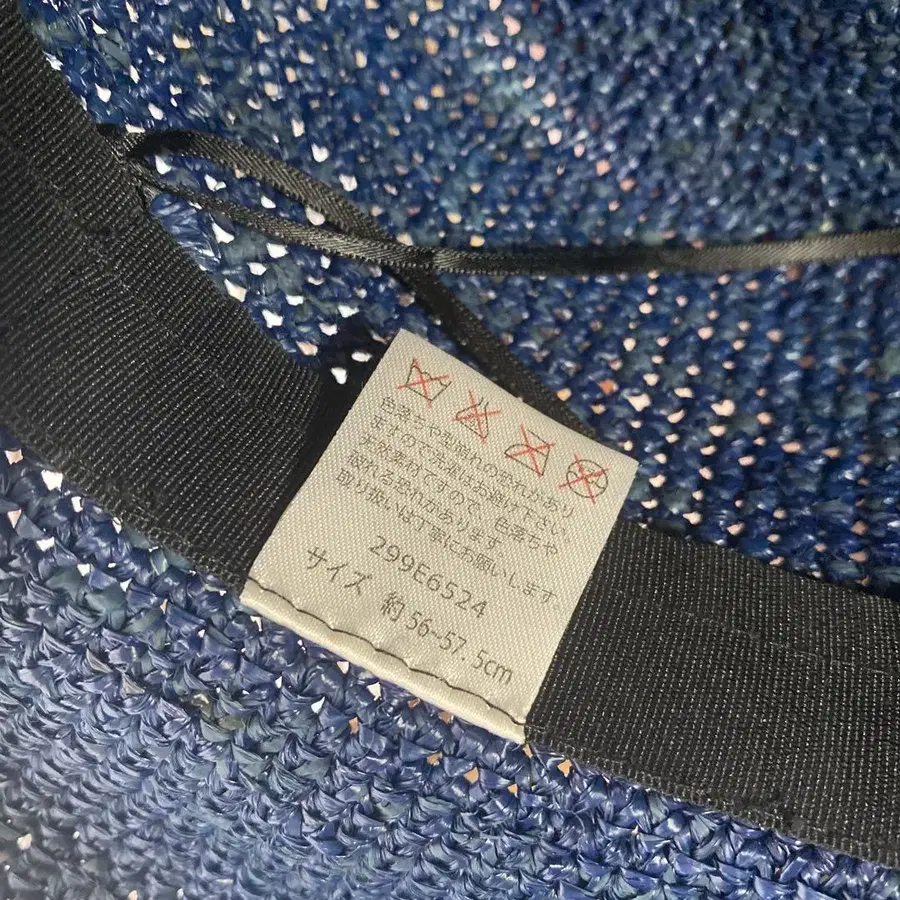 色落ちや型崩れの恐れがあり
ますので洗濯はお避け下さい。
天然素材ですので、色落ちや
破れる恐れがあります。
取り扱いは丁寧にお願いします。
299E6524
サイズ 約56~57.5cm